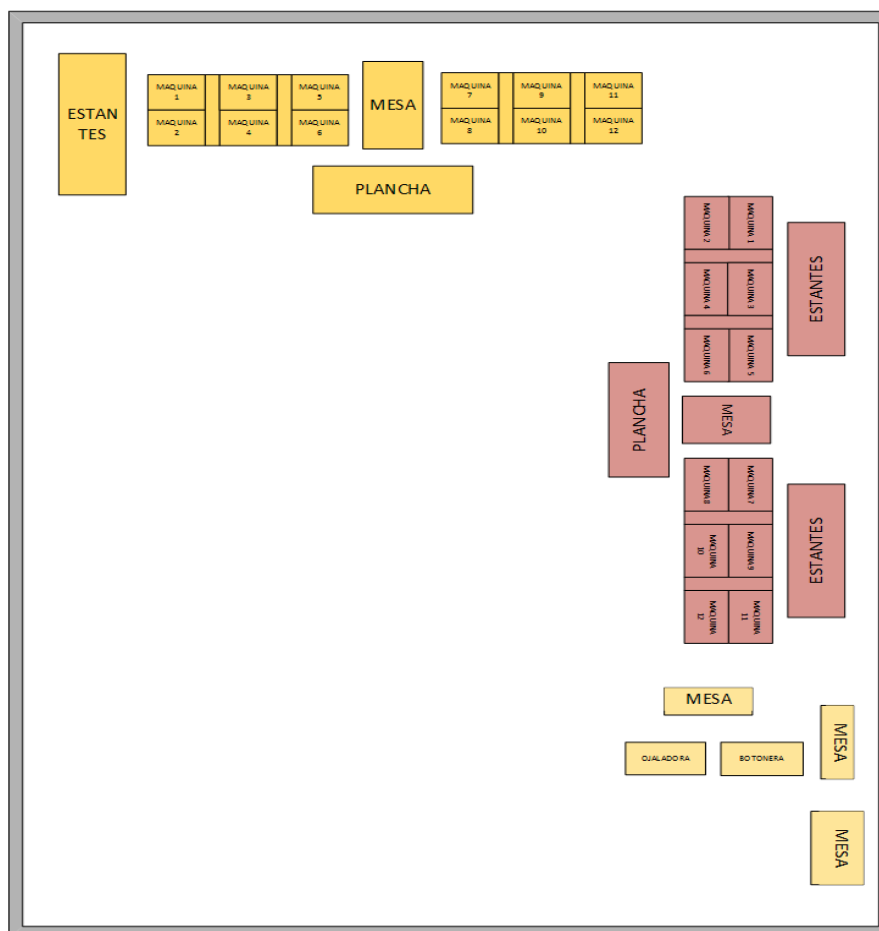 ESTAN
TES
MAQUINA
1
MAQUINA
3
MAQUINA
5
MAQUINA
2
MAQUINA
4
MAQUINA
6
MESA
MAQUINA
7
MAQUINA
9
MAQUINA
11
MAQUINA
8
MAQUINA
10
MAQUINA
12
PLANCHA
MAQUINA 2
MAQUINA 1
MAQUINA 4
MAQUINA 3
MAQUINA 6
MAQUINA 5
ESTANTES
PLANCHA
MESA
MAQUINA 8
MAQUINA 7
MAQUINA
10
MAQUINA 9
MAQUINA
12
MAQUINA
11
ESTANTES
MESA
OJALADORA
BOTONERA
MESA
MESA